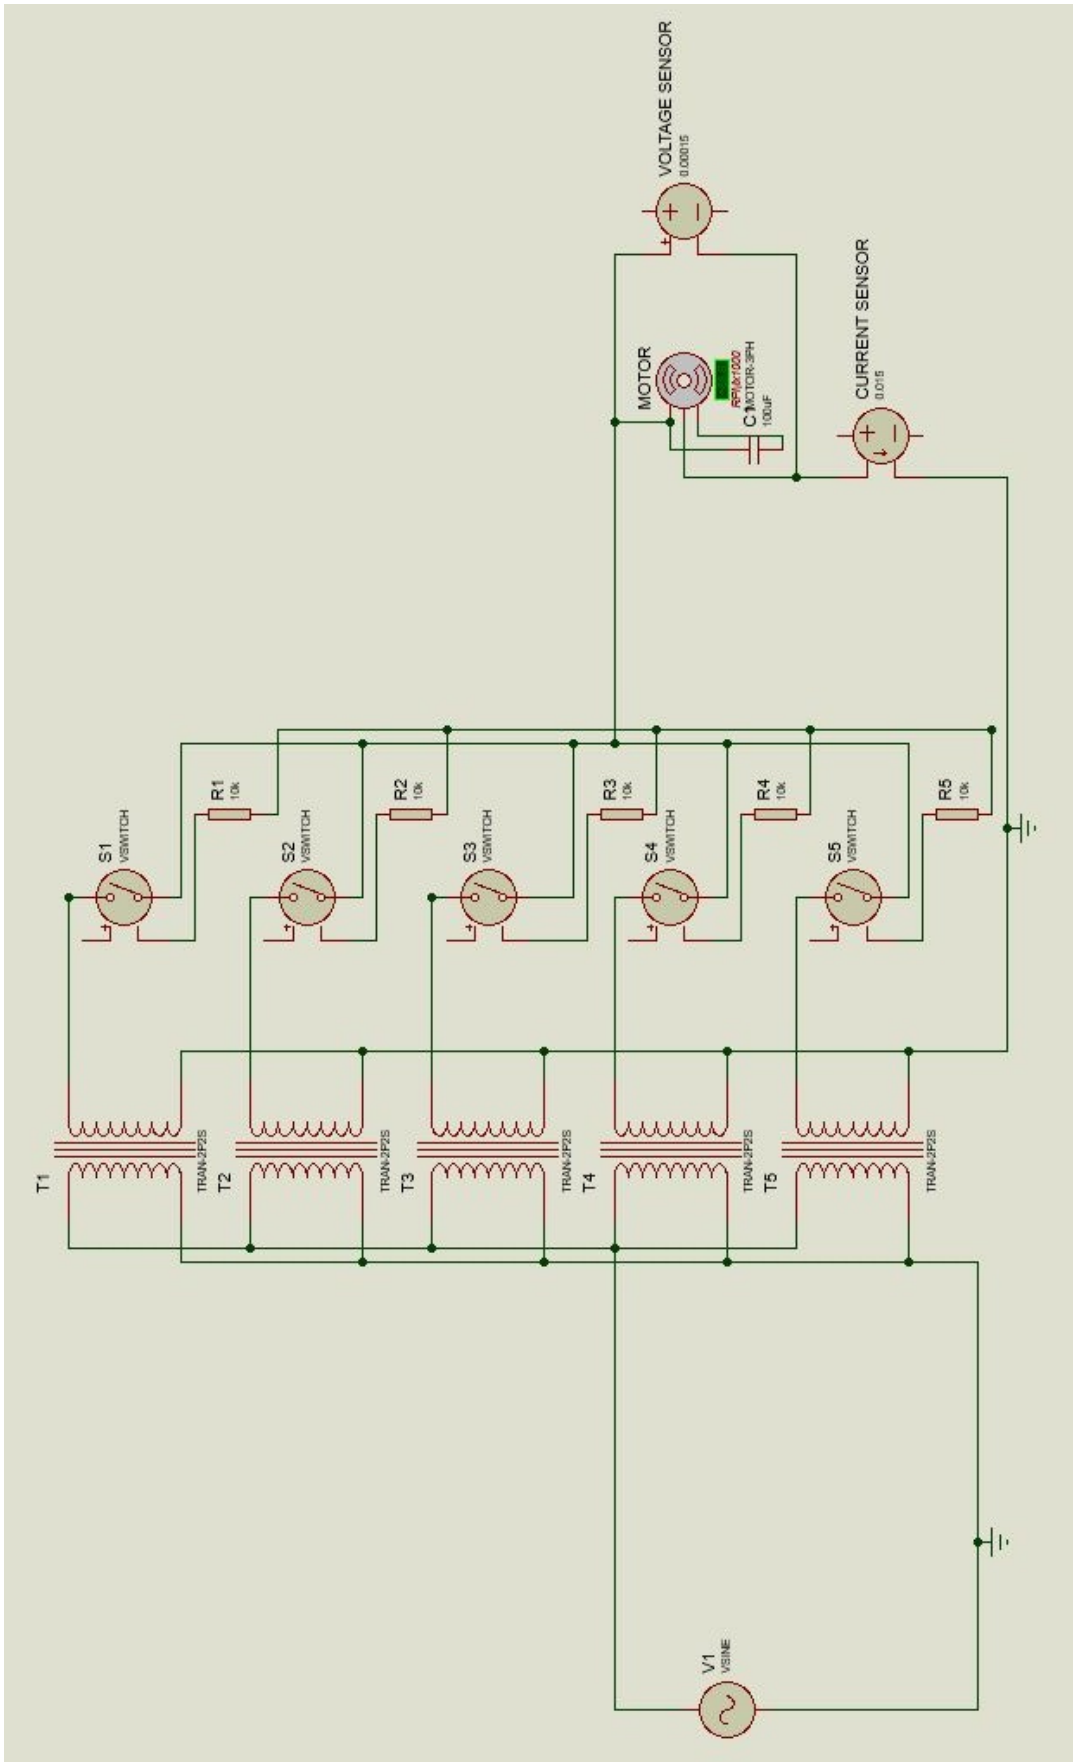 VOLTAGE SENSOR
0.00015
MOTOR
RPMx1000
MOTOR-3PH
C1
100uF
CURRENT SENSOR
0.015
R1
10k
R2
10k
R3
10k
R4
10k
R5
10k
S1
VSWITCH
S2
VSWITCH
S3
VSWITCH
S4
VSWITCH
S5
VSWITCH
T1
TRAN-2P2S
T2
TRAN-2P2S
T3
TRAN-2P2S
T4
TRAN-2P2S
T5
TRAN-2P2S
V1
VSINE